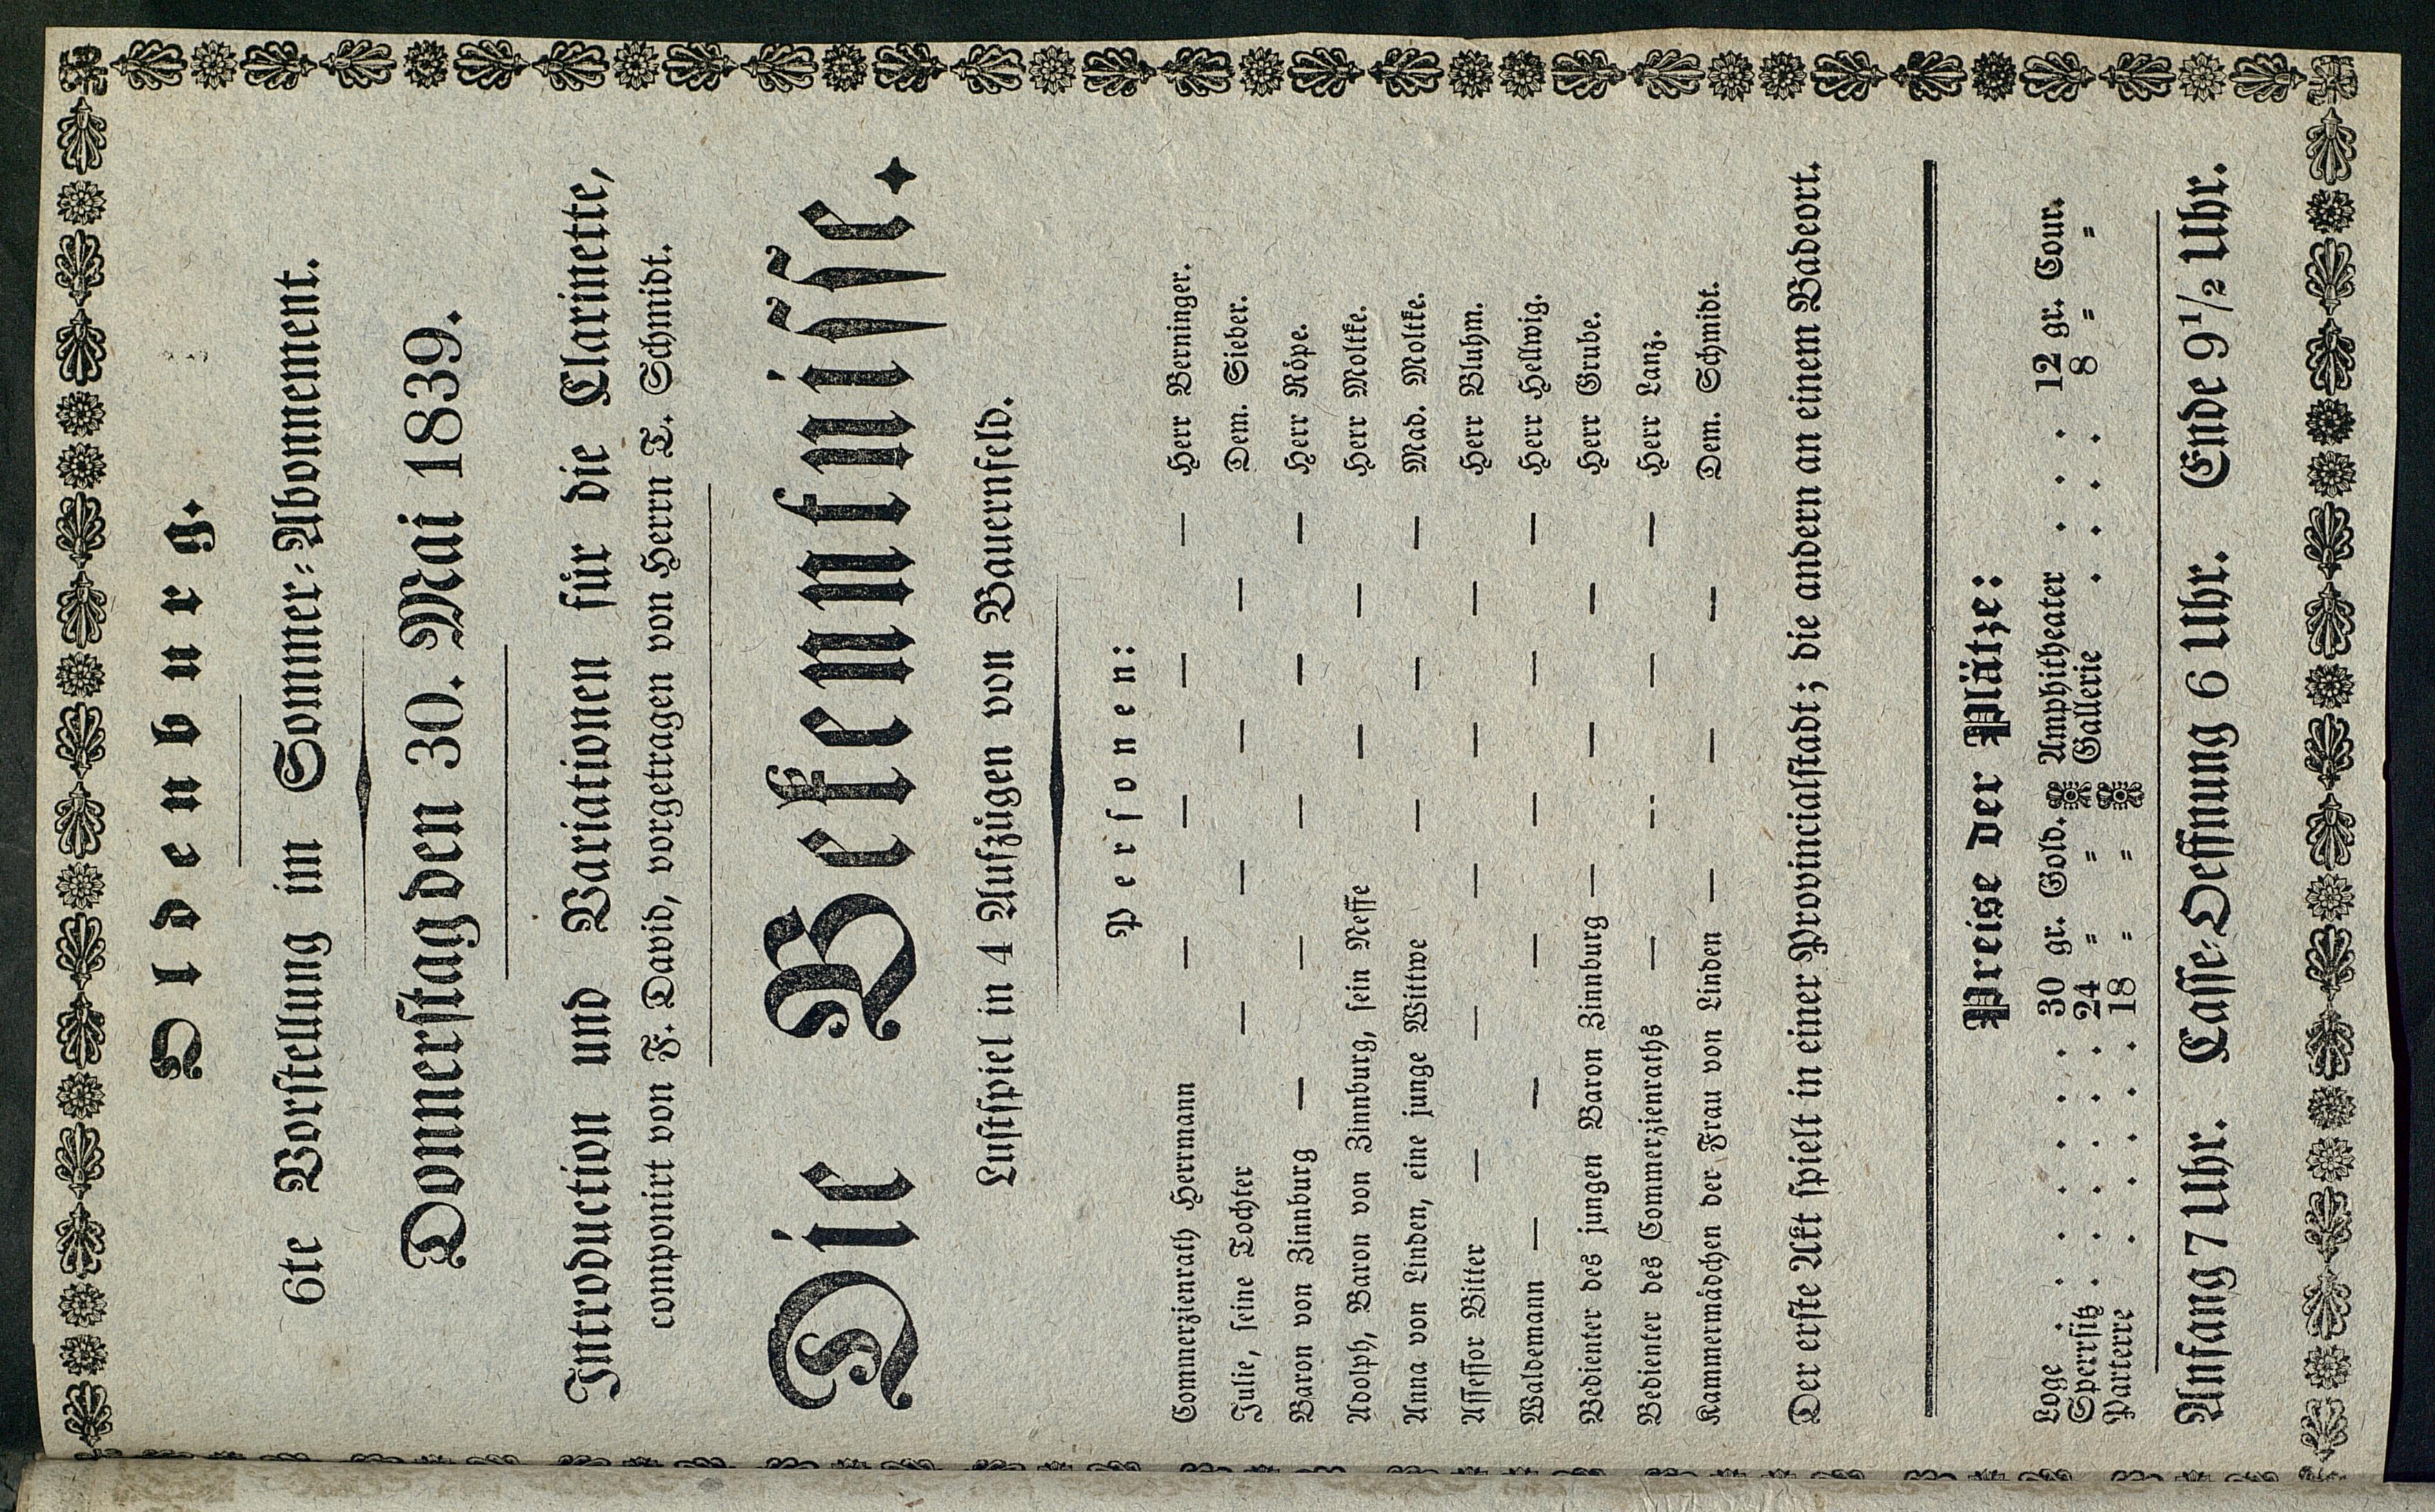 Oldenburg.
6te Vorstellung im Sommer-Abonnement.
Donnerstag den 30. Mai 1839.
Introduction und Variationen für die Clarinette,
componirt von F. David, vorgetragen von Herrn T. Schmidt.
Die Bekenntnisse.
Lustspiel in 4 Aufzügen von Bauernfeld.
Personen:
Commerzienrath Herrmann — — — — Herr Berninger.
Julie, seine Tochter — — — — Dem. Sieber.
Baron von Zinnburg — — — — — Herr Röpe.
Adolph, Baron von Zinnburg, sein Neffe — — Herr Moltke.
Anna von Linden, eine junge Wittwe — — — Mad. Moltke.
Assessor Bitter — — — — — Herr Bluhm.
Waldemann — — — — — — Herr Hellwig.
Bedienter des jungen Baron Zinnburg — — — Herr Grube.
Bedienter des Commerzienraths — — — — Herr Lanz.
Kammermädchen der Frau von Linden — — — Dem. Schmidt.
Der erste Akt spielt in einer Provincialstadt; die andern an einem Badeort.
Preise der Plätze:
Loge . . . . 30 gr. Gold. Amphitheater . . . 12 gr. Cour.
Sperrsitz . . . . . . 24 " " Gallerie . . . . 8 " "
Parterre . . . . . 18 " "
Anfang 7 Uhr. Casse-Oeffnung 6 Uhr. Ende 9 1/2 Uhr.